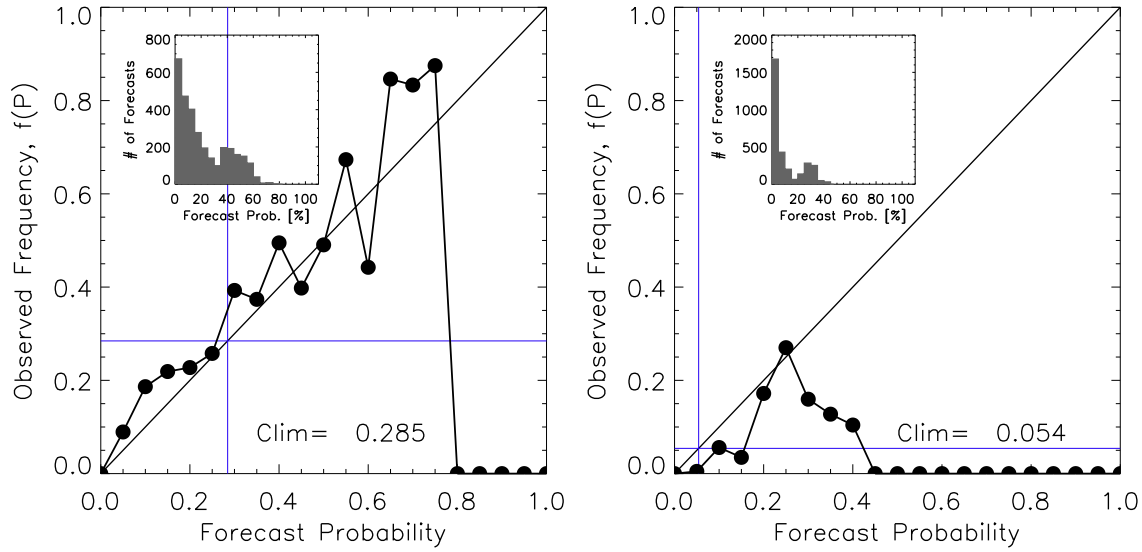 1.0
0.8
0.6
0.4
0.2
0.0
Observed Frequency, f(P)
800
600
400
200
0
# of Forecasts
0 20 40 60 80 100
Forecast Prob. [%]
Clim= 0.285
0.0 0.2 0.4 0.6 0.8 1.0
Forecast Probability
1.0
0.8
0.6
0.4
0.2
0.0
Observed Frequency, f(P)
2000
1500
1000
500
0
# of Forecasts
0 20 40 60 80 100
Forecast Prob. [%]
Clim= 0.054
0.0 0.2 0.4 0.6 0.8 1.0
Forecast Probability